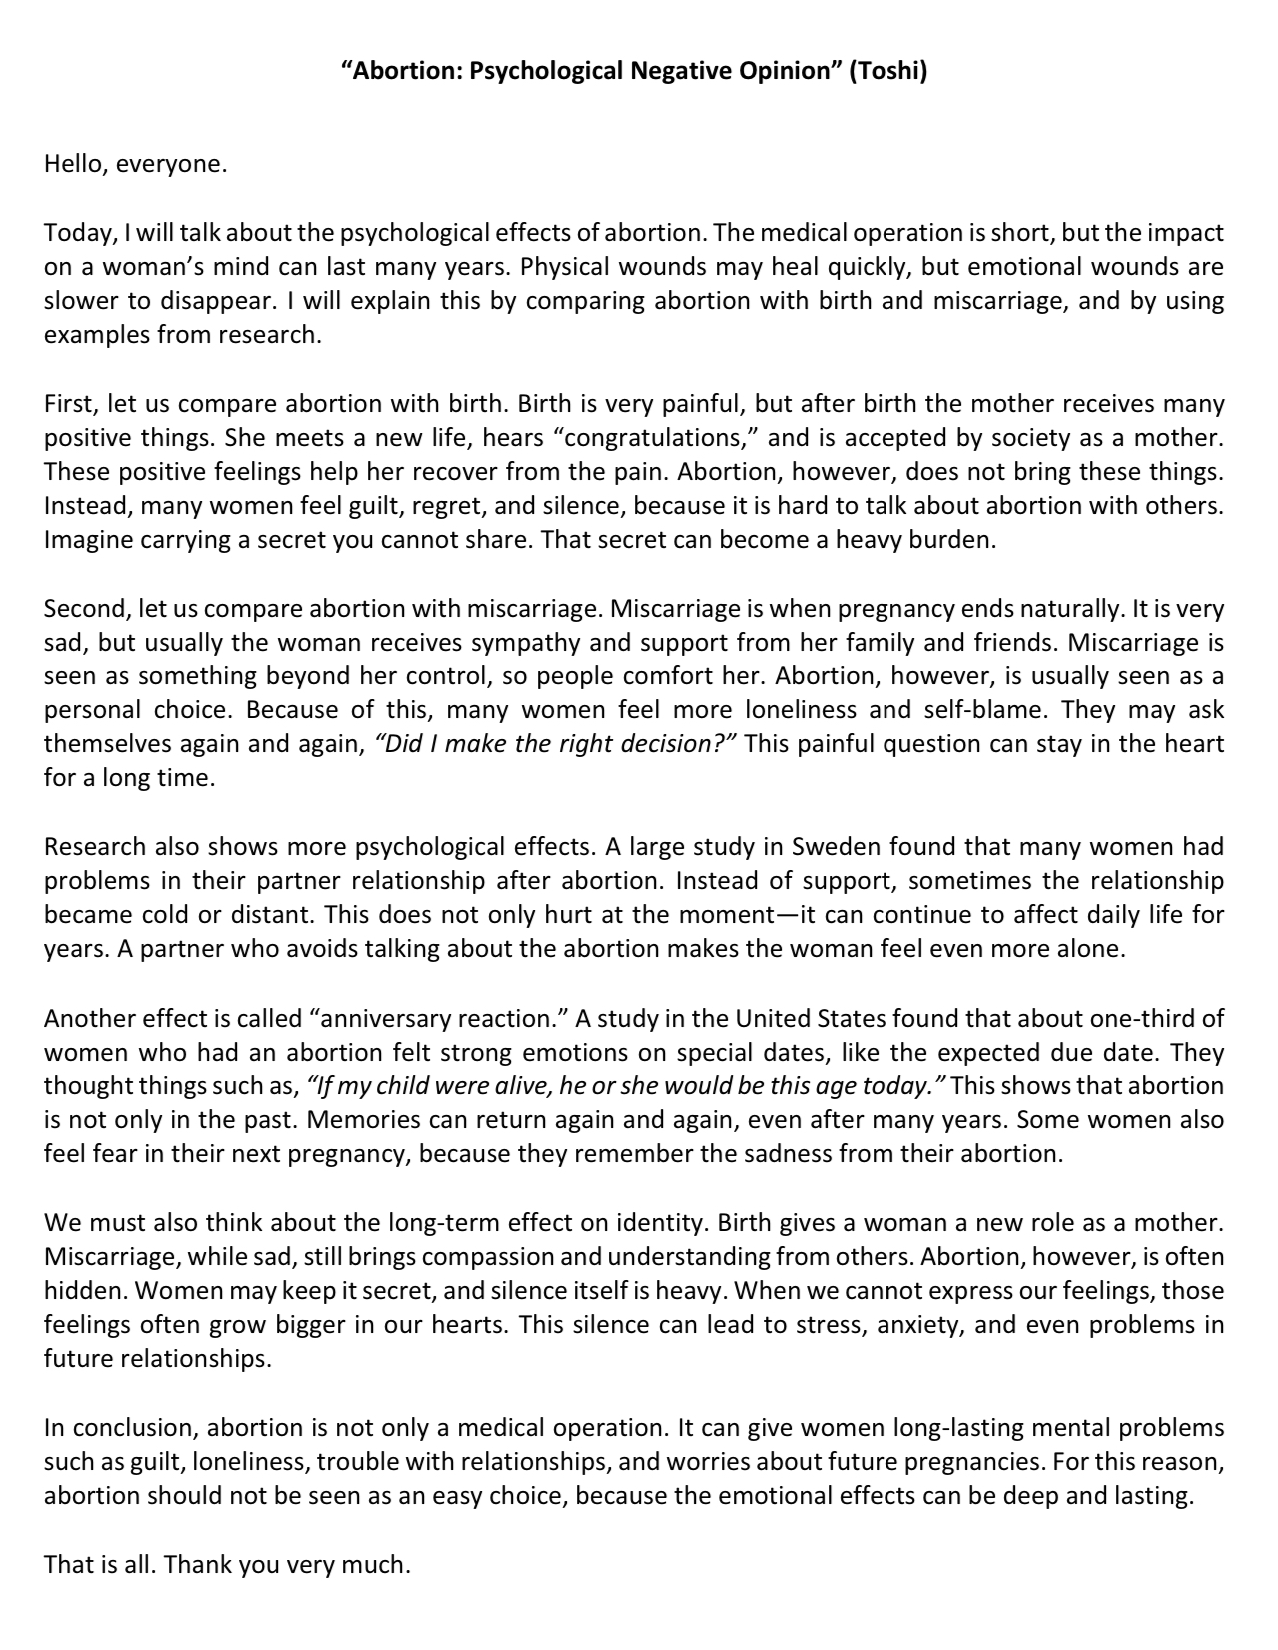 “Abortion: Psychological Negative Opinion” (Toshi)
Hello, everyone.
Today, I will talk about the psychological effects of abortion. The medical operation is short, but the impact
on a woman’s mind can last many years. Physical wounds may heal quickly, but emotional wounds are
slower to disappear. I will explain this by comparing abortion with birth and miscarriage, and by using
examples from research.
First, let us compare abortion with birth. Birth is very painful, but after birth the mother receives many
positive things. She meets a new life, hears “congratulations,” and is accepted by society as a mother.
These positive feelings help her recover from the pain. Abortion, however, does not bring these things.
Instead, many women feel guilt, regret, and silence, because it is hard to talk about abortion with others.
Imagine carrying a secret you cannot share. That secret can become a heavy burden.
Second, let us compare abortion with miscarriage. Miscarriage is when pregnancy ends naturally. It is very
sad, but usually the woman receives sympathy and support from her family and friends. Miscarriage is
seen as something beyond her control, so people comfort her. Abortion, however, is usually seen as a
personal choice. Because of this, many women feel more loneliness and self-blame. They may ask
themselves again and again, “Did I make the right decision?” This painful question can stay in the heart
for a long time.
Research also shows more psychological effects. A large study in Sweden found that many women had
problems in their partner relationship after abortion. Instead of support, sometimes the relationship
became cold or distant. This does not only hurt at the moment—it can continue to affect daily life for
years. A partner who avoids talking about the abortion makes the woman feel even more alone.
Another effect is called “anniversary reaction.” A study in the United States found that about one-third of
women who had an abortion felt strong emotions on special dates, like the expected due date. They
thought things such as, “If my child were alive, he or she would be this age today.” This shows that abortion
is not only in the past. Memories can return again and again, even after many years. Some women also
feel fear in their next pregnancy, because they remember the sadness from their abortion.
We must also think about the long-term effect on identity. Birth gives a woman a new role as a mother.
Miscarriage, while sad, still brings compassion and understanding from others. Abortion, however, is often
hidden. Women may keep it secret, and silence itself is heavy. When we cannot express our feelings, those
feelings often grow bigger in our hearts. This silence can lead to stress, anxiety, and even problems in
future relationships.
In conclusion, abortion is not only a medical operation. It can give women long-lasting mental problems
such as guilt, loneliness, trouble with relationships, and worries about future pregnancies. For this reason,
abortion should not be seen as an easy choice, because the emotional effects can be deep and lasting.
That is all. Thank you very much.